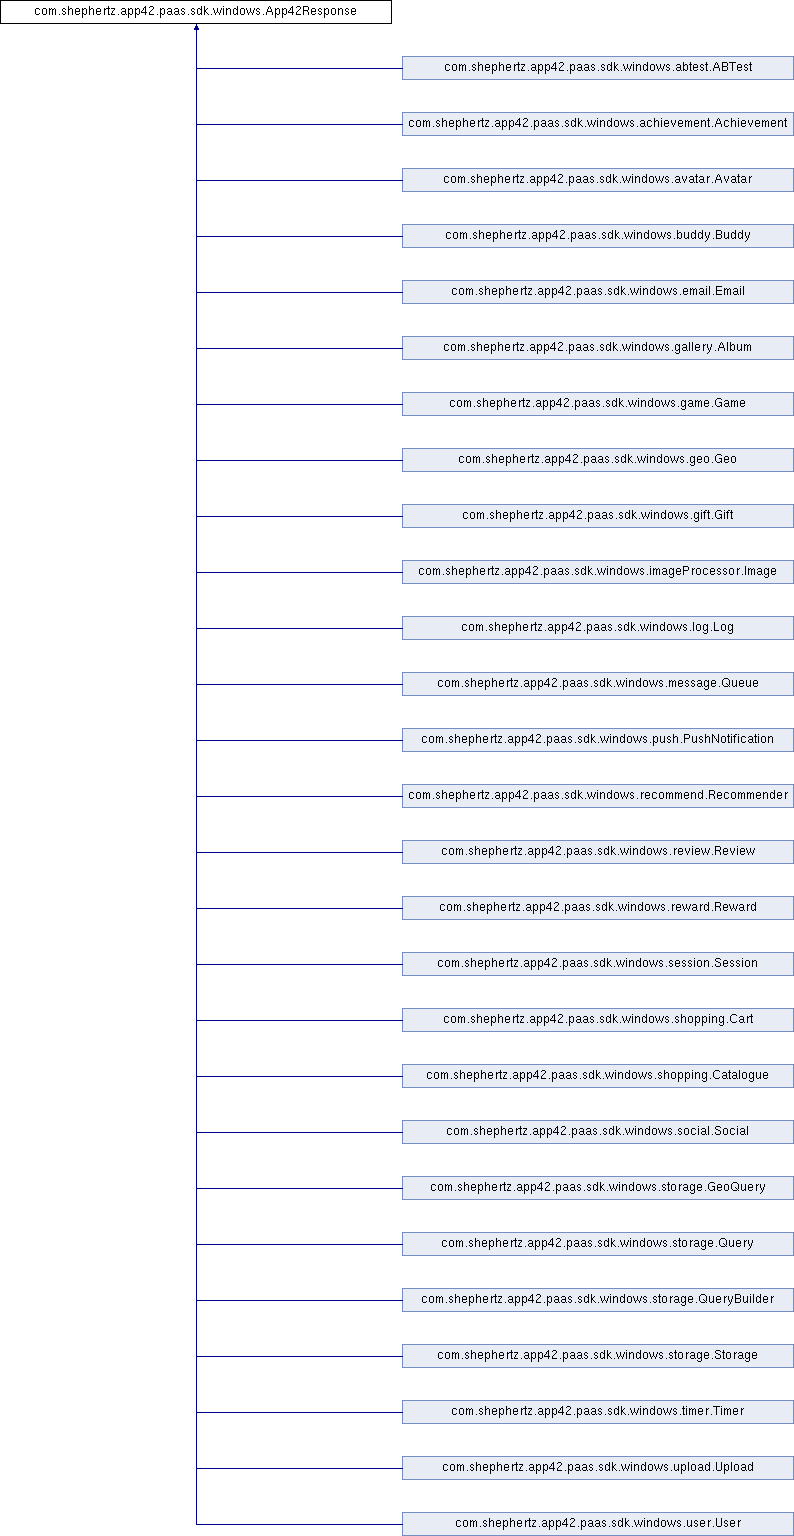 com.shephertz.app42.paas.sdk.windows.App42Response
com.shephertz.app42.paas.sdk.windows.abtest.ABTest
com.shephertz.app42.paas.sdk.windows.achievement.Achievement
com.shephertz.app42.paas.sdk.windows.avatar.Avatar
com.shephertz.app42.paas.sdk.windows.buddy.Buddy
com.shephertz.app42.paas.sdk.windows.email.Email
com.shephertz.app42.paas.sdk.windows.gallery.Album
com.shephertz.app42.paas.sdk.windows.game.Game
com.shephertz.app42.paas.sdk.windows.geo.Geo
com.shephertz.app42.paas.sdk.windows.gift.Gift
com.shephertz.app42.paas.sdk.windows.imageProcessor.Image
com.shephertz.app42.paas.sdk.windows.log.Log
com.shephertz.app42.paas.sdk.windows.message.Queue
com.shephertz.app42.paas.sdk.windows.push.PushNotification
com.shephertz.app42.paas.sdk.windows.recommend.Recommender
com.shephertz.app42.paas.sdk.windows.review.Review
com.shephertz.app42.paas.sdk.windows.reward.Reward
com.shephertz.app42.paas.sdk.windows.session.Session
com.shephertz.app42.paas.sdk.windows.shopping.Cart
com.shephertz.app42.paas.sdk.windows.shopping.Catalogue
com.shephertz.app42.paas.sdk.windows.social.Social
com.shephertz.app42.paas.sdk.windows.storage.GeoQuery
com.shephertz.app42.paas.sdk.windows.storage.Query
com.shephertz.app42.paas.sdk.windows.storage.QueryBuilder
com.shephertz.app42.paas.sdk.windows.storage.Storage
com.shephertz.app42.paas.sdk.windows.timer.Timer
com.shephertz.app42.paas.sdk.windows.upload.Upload
com.shephertz.app42.paas.sdk.windows.user.User